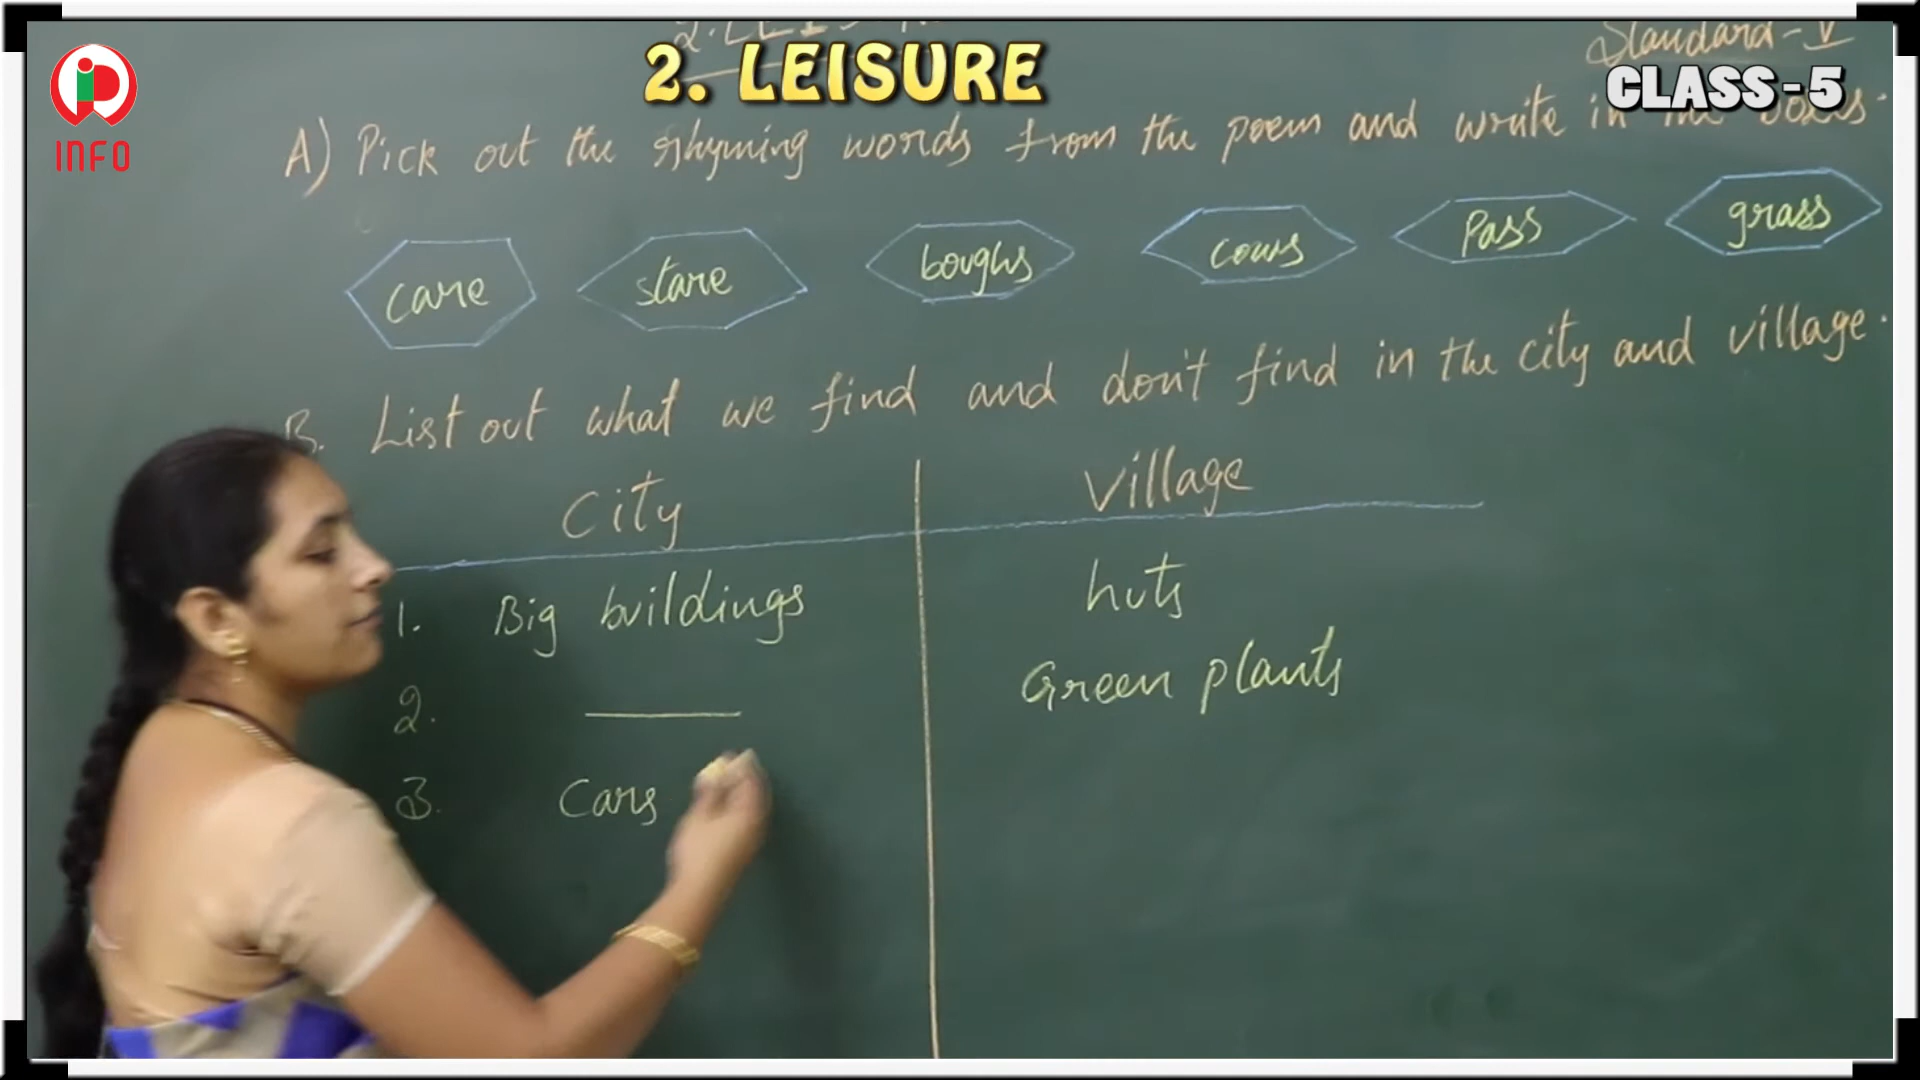 2. LEISURE
Standard - V
CLASS-5
INFO
A) Pick out the rhyming words from the poem and write in the boxes.
care stare boughs cows Pass grass
B. List out what we find and don't find in the city and village.
City Village
1. Big buildings huts
2. Green plants
3. Cars